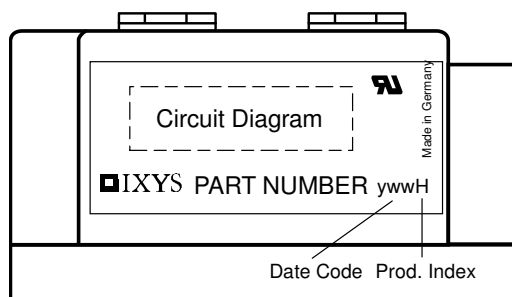 Circuit Diagram
Made in Germany
IXYS PART NUMBER ywwH
Date Code Prod. Index